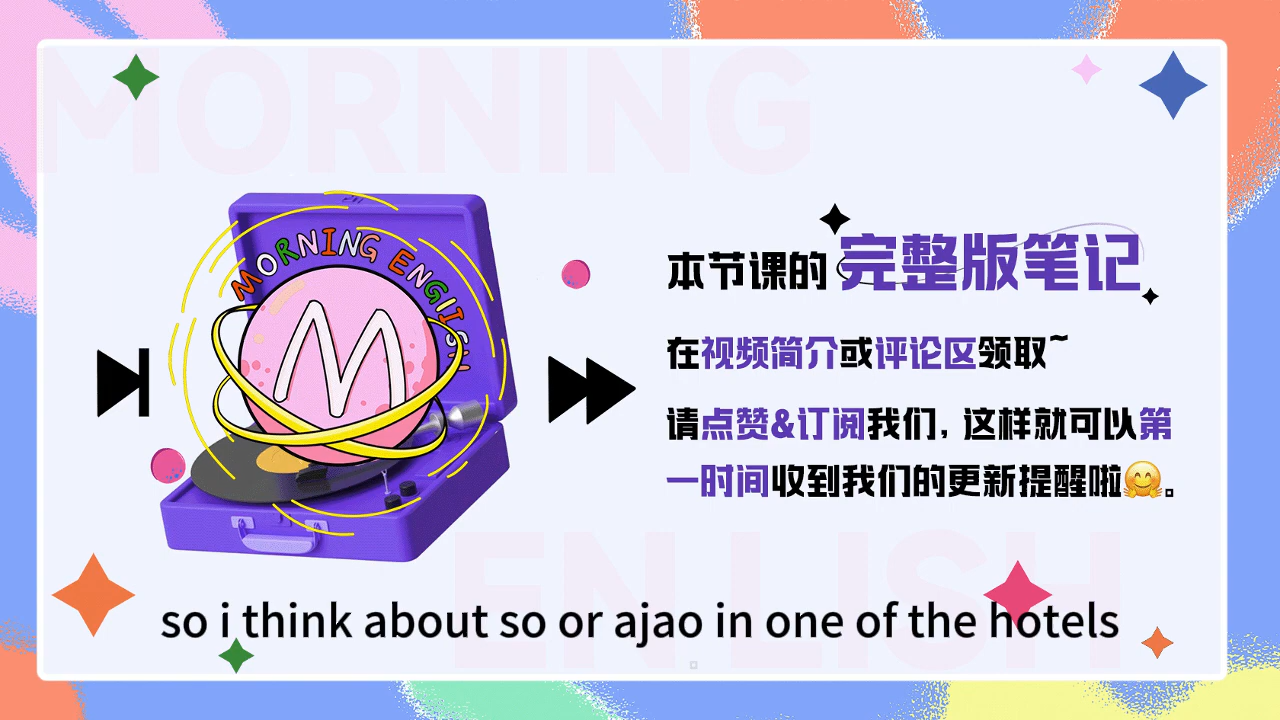 MORNING
MORNING ENGLISH
M
本节课的 完整版笔记
在视频简介或评论区领取~
请点赞&订阅我们, 这样就可以第
一时间收到我们的更新提醒啦🤗。
EN LISH
so i think about so or ajao in one of the hotels